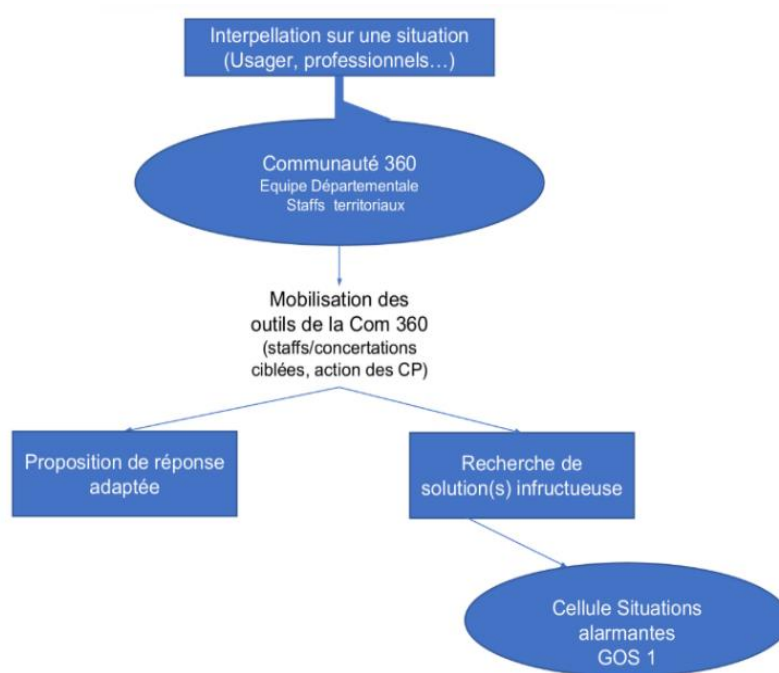 Interpellation sur une situation
(Usager, professionnels…)
Communauté 360
Equipe Départementale
Staffs territoriaux
Mobilisation des
outils de la Com 360
(staffs/concertations
ciblées, action des CP)
Proposition de réponse
adaptée
Recherche de
solution(s) infructueuse
Cellule Situations
alarmantes
GOS 1